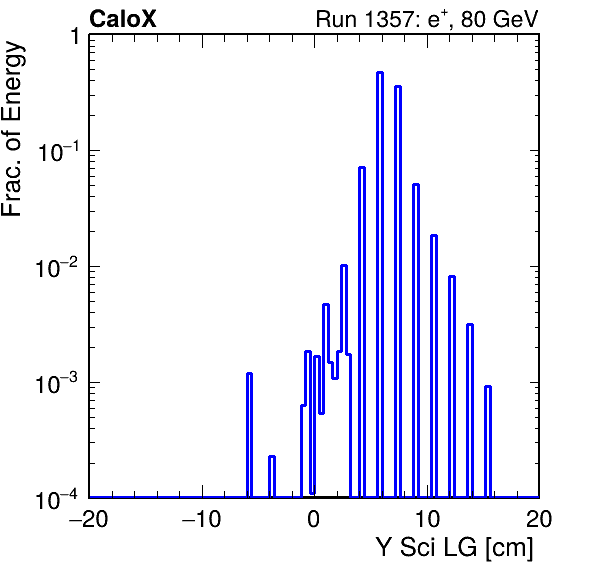 CaloX Run 1357: e⁺, 80 GeV
Frac. of Energy
1
10⁻¹
10⁻²
10⁻³
10⁻⁴
−20 −10 0 10 20
Y Sci LG [cm]